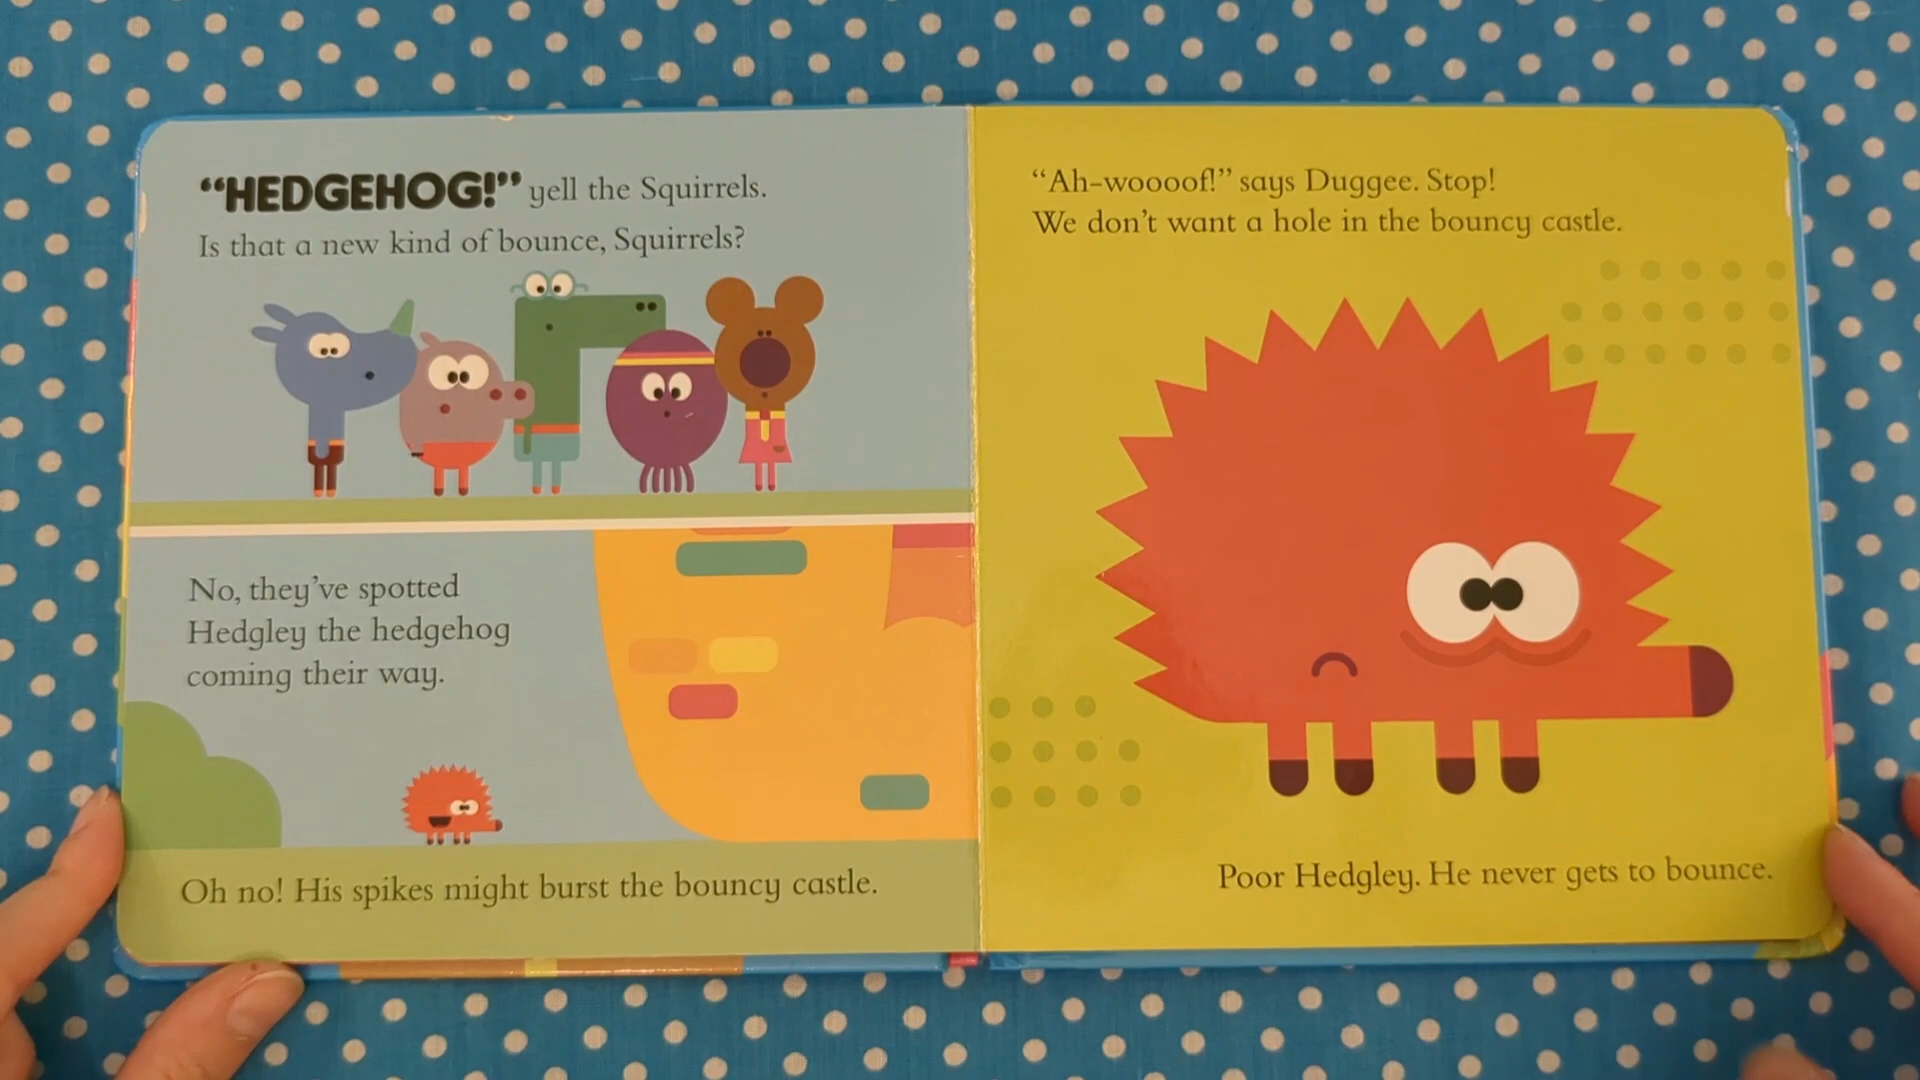 “HEDGEHOG!” yell the Squirrels.
Is that a new kind of bounce, Squirrels?
No, they’ve spotted
Hedgley the hedgehog
coming their way.
Oh no! His spikes might burst the bouncy castle.
“Ah-woooof!” says Duggee. Stop!
We don’t want a hole in the bouncy castle.
Poor Hedgley. He never gets to bounce.